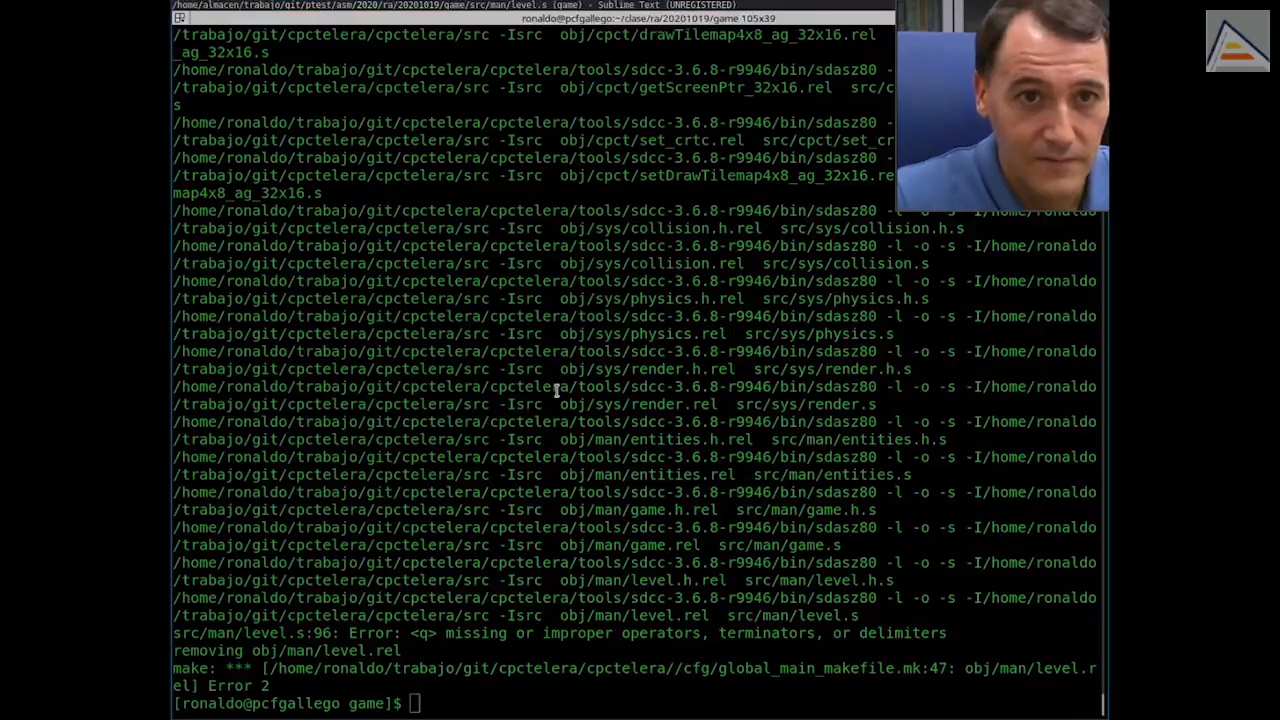 /home/almacen/trabajo/git/ptest/asm/2020/ra/20201019/game/src/man/level.s (game) - Sublime Text (UNREGISTERED)
ronaldo@pcfgallego:~/clase/ra/20201019/game 105x39
/trabajo/git/cpctelera/cpctelera/src -Isrc  obj/cpct/drawTilemap4x8_ag_32x16.rel
_ag_32x16.s
/home/ronaldo/trabajo/git/cpctelera/cpctelera/tools/sdcc-3.6.8-r9946/bin/sdasz80 -
/trabajo/git/cpctelera/cpctelera/src -Isrc  obj/cpct/getScreenPtr_32x16.rel  src/c
s
/home/ronaldo/trabajo/git/cpctelera/cpctelera/tools/sdcc-3.6.8-r9946/bin/sdasz80 -
/trabajo/git/cpctelera/cpctelera/src -Isrc  obj/cpct/set_crtc.rel  src/cpct/set_cr
/home/ronaldo/trabajo/git/cpctelera/cpctelera/tools/sdcc-3.6.8-r9946/bin/sdasz80 -
/trabajo/git/cpctelera/cpctelera/src -Isrc  obj/cpct/setDrawTilemap4x8_ag_32x16.re
map4x8_ag_32x16.s
/home/ronaldo/trabajo/git/cpctelera/cpctelera/tools/sdcc-3.6.8-r9946/bin/sdasz80 -l -o -s -I/home/ronaldo
/trabajo/git/cpctelera/cpctelera/src -Isrc  obj/sys/collision.h.rel  src/sys/collision.h.s
/home/ronaldo/trabajo/git/cpctelera/cpctelera/tools/sdcc-3.6.8-r9946/bin/sdasz80 -l -o -s -I/home/ronaldo
/trabajo/git/cpctelera/cpctelera/src -Isrc  obj/sys/collision.rel  src/sys/collision.s
/home/ronaldo/trabajo/git/cpctelera/cpctelera/tools/sdcc-3.6.8-r9946/bin/sdasz80 -l -o -s -I/home/ronaldo
/trabajo/git/cpctelera/cpctelera/src -Isrc  obj/sys/physics.h.rel  src/sys/physics.h.s
/home/ronaldo/trabajo/git/cpctelera/cpctelera/tools/sdcc-3.6.8-r9946/bin/sdasz80 -l -o -s -I/home/ronaldo
/trabajo/git/cpctelera/cpctelera/src -Isrc  obj/sys/physics.rel  src/sys/physics.s
/home/ronaldo/trabajo/git/cpctelera/cpctelera/tools/sdcc-3.6.8-r9946/bin/sdasz80 -l -o -s -I/home/ronaldo
/trabajo/git/cpctelera/cpctelera/src -Isrc  obj/sys/render.h.rel  src/sys/render.h.s
/home/ronaldo/trabajo/git/cpctelera/cpctelera/tools/sdcc-3.6.8-r9946/bin/sdasz80 -l -o -s -I/home/ronaldo
/trabajo/git/cpctelera/cpctelera/src -Isrc  obj/sys/render.rel  src/sys/render.s
/home/ronaldo/trabajo/git/cpctelera/cpctelera/tools/sdcc-3.6.8-r9946/bin/sdasz80 -l -o -s -I/home/ronaldo
/trabajo/git/cpctelera/cpctelera/src -Isrc  obj/man/entities.h.rel  src/man/entities.h.s
/home/ronaldo/trabajo/git/cpctelera/cpctelera/tools/sdcc-3.6.8-r9946/bin/sdasz80 -l -o -s -I/home/ronaldo
/trabajo/git/cpctelera/cpctelera/src -Isrc  obj/man/entities.rel  src/man/entities.s
/home/ronaldo/trabajo/git/cpctelera/cpctelera/tools/sdcc-3.6.8-r9946/bin/sdasz80 -l -o -s -I/home/ronaldo
/trabajo/git/cpctelera/cpctelera/src -Isrc  obj/man/game.h.rel  src/man/game.h.s
/home/ronaldo/trabajo/git/cpctelera/cpctelera/tools/sdcc-3.6.8-r9946/bin/sdasz80 -l -o -s -I/home/ronaldo
/trabajo/git/cpctelera/cpctelera/src -Isrc  obj/man/game.rel  src/man/game.s
/home/ronaldo/trabajo/git/cpctelera/cpctelera/tools/sdcc-3.6.8-r9946/bin/sdasz80 -l -o -s -I/home/ronaldo
/trabajo/git/cpctelera/cpctelera/src -Isrc  obj/man/level.h.rel  src/man/level.h.s
/home/ronaldo/trabajo/git/cpctelera/cpctelera/tools/sdcc-3.6.8-r9946/bin/sdasz80 -l -o -s -I/home/ronaldo
/trabajo/git/cpctelera/cpctelera/src -Isrc  obj/man/level.rel  src/man/level.s
src/man/level.s:96: Error: <q> missing or improper operators, terminators, or delimiters
removing obj/man/level.rel
make: *** [/home/ronaldo/trabajo/git/cpctelera/cpctelera//cfg/global_main_makefile.mk:47: obj/man/level.r
el] Error 2
[ronaldo@pcfgallego game]$